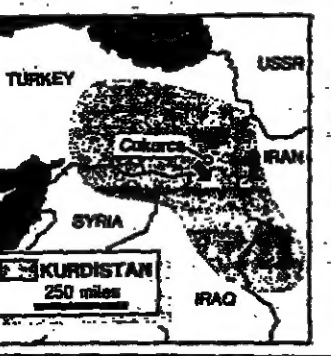 USSR
TURKEY
Cukurca
IRAN
SYRIA
KURDISTAN
250 miles
IRAQ